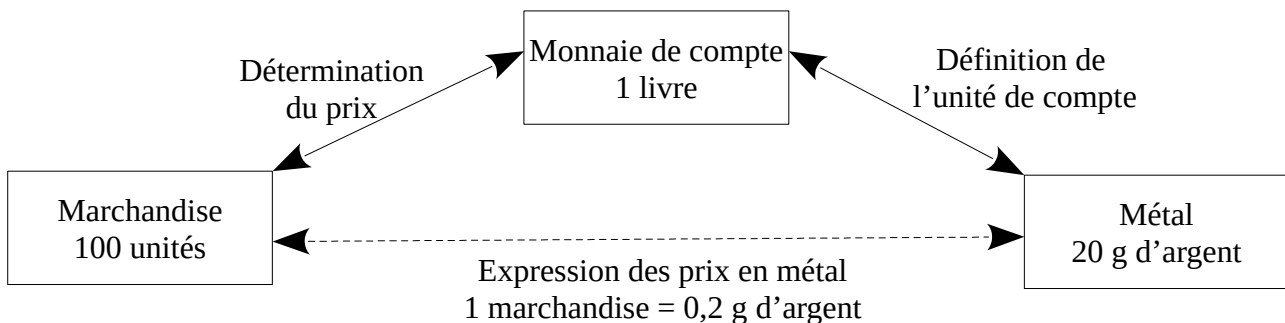 Monnaie de compte
1 livre
Détermination
du prix
Définition de
l’unité de compte
Marchandise
100 unités
Métal
20 g d’argent
Expression des prix en métal
1 marchandise = 0,2 g d’argent